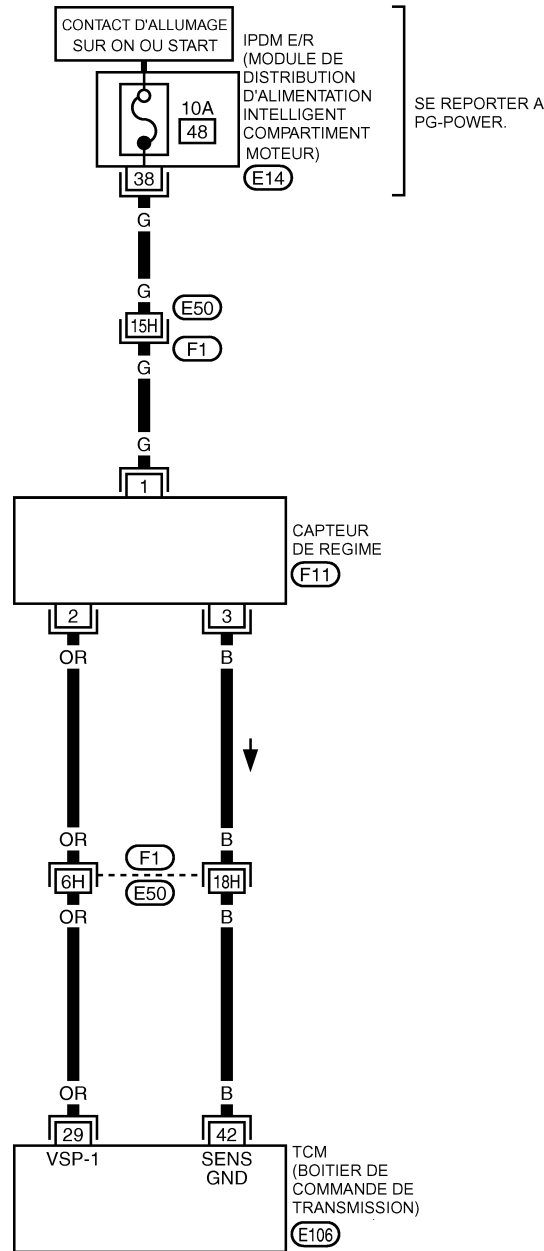 CONTACT D'ALLUMAGE
SUR ON OU START
IPDM E/R
(MODULE DE
DISTRIBUTION
D'ALIMENTATION
INTELLIGENT
COMPARTIMENT
MOTEUR)
E14
SE REPORTER A
PG-POWER.
10A
48
38
G
G
15H
E50
F1
G
G
1
CAPTEUR
DE REGIME
F11
2
3
OR
B
OR
B
6H
F1
E50
18H
OR
B
OR
B
29
42
VSP-1
SENS
GND
TCM
(BOITIER DE
COMMANDE DE
TRANSMISSION)
E106